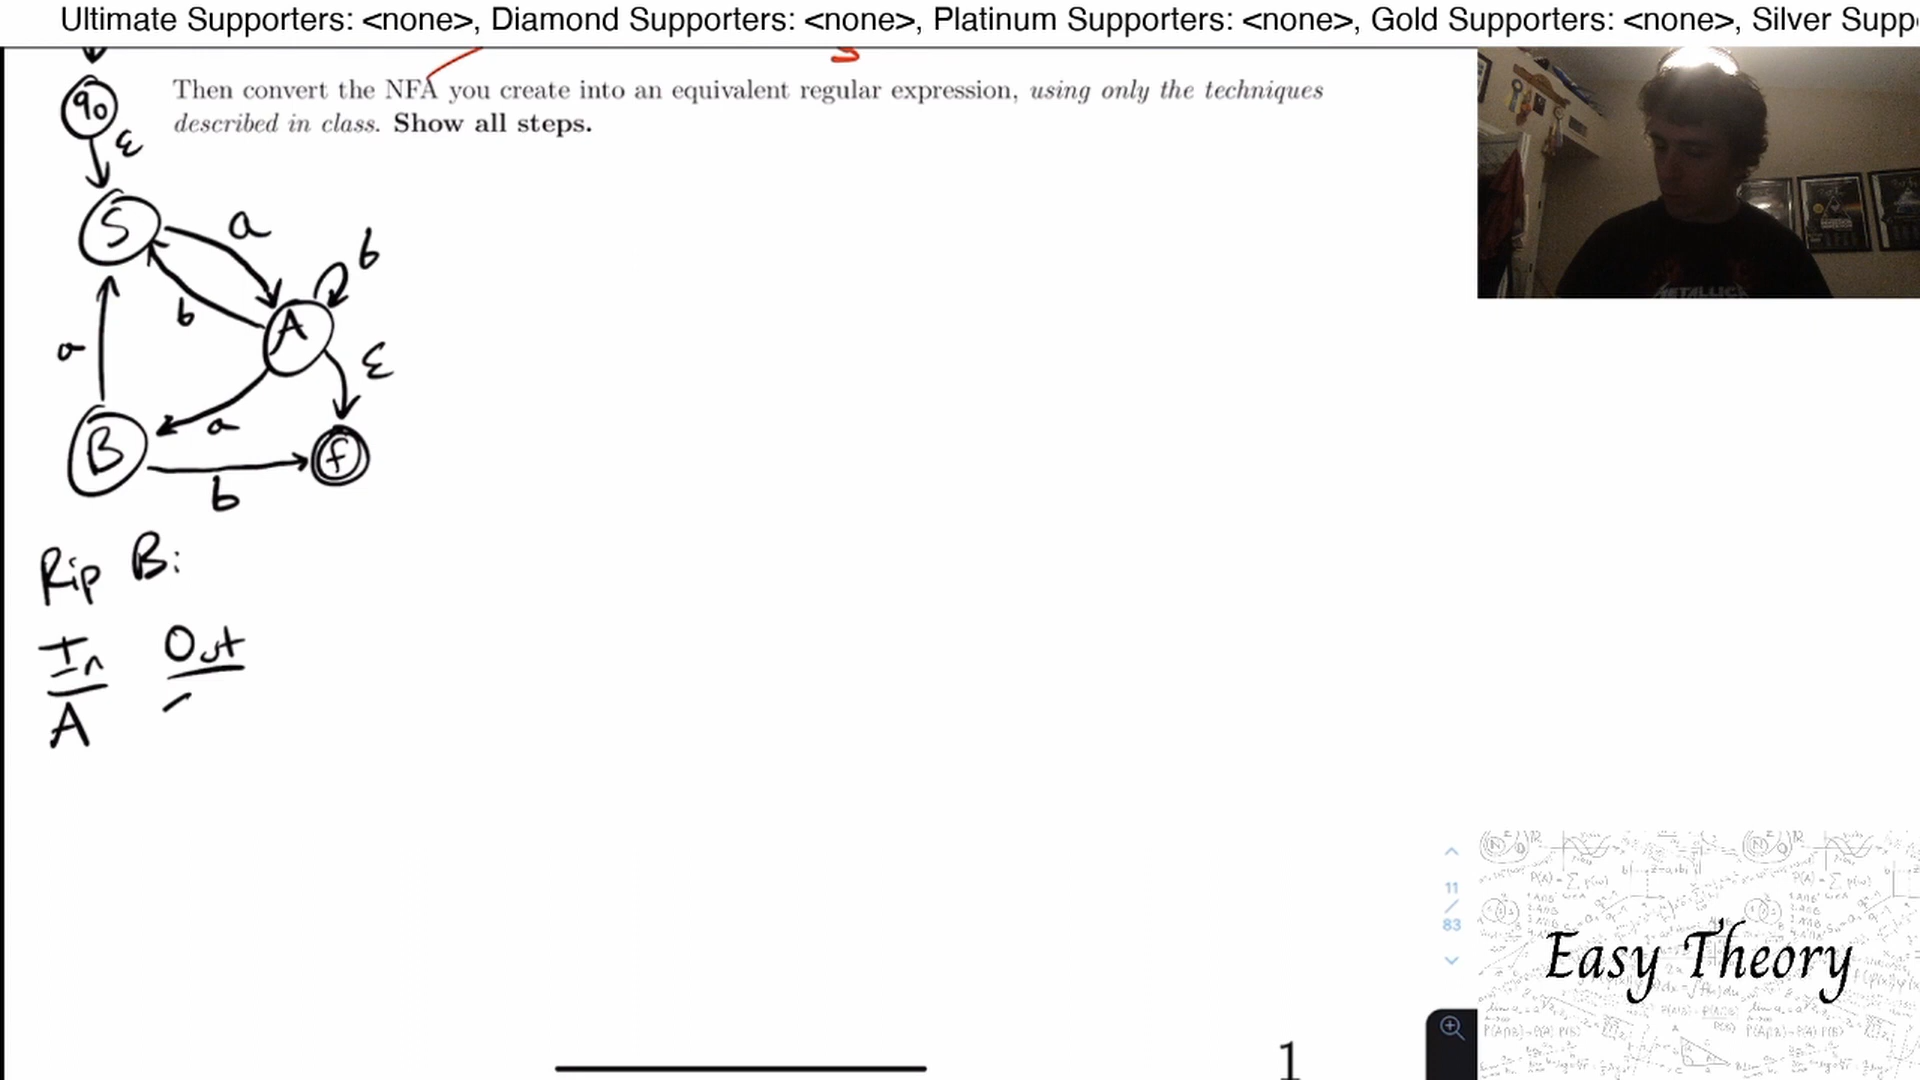 Ultimate Supporters: <none>, Diamond Supporters: <none>, Platinum Supporters: <none>, Gold Supporters: <none>, Silver Supp
Then convert the NFA you create into an equivalent regular expression, using only the techniques
described in class. Show all steps.
q0
ε
S
a
b
b
A
a
ε
a
B
f
b
Rip B:
In Out
A
11
/
83
Easy Theory
METALLICA
1